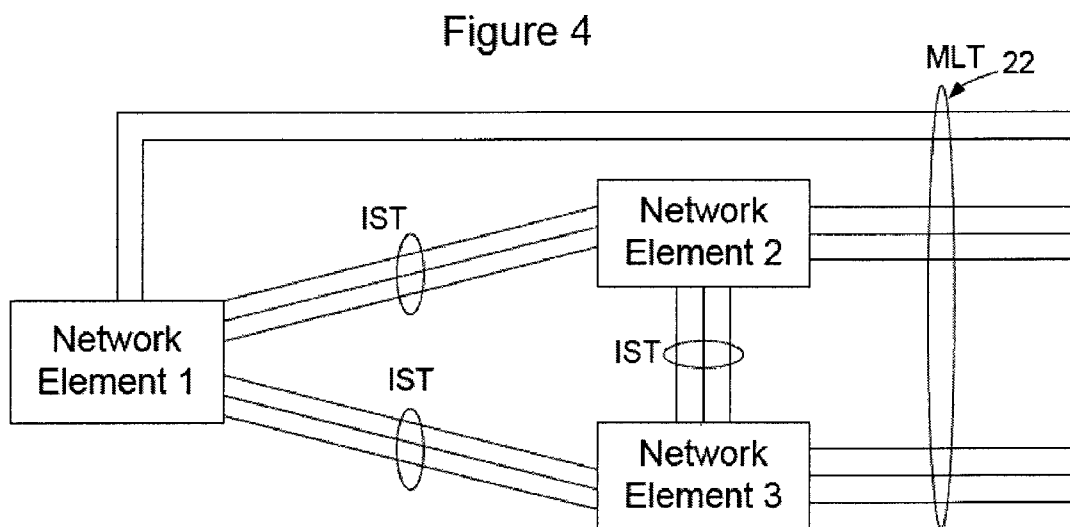 Figure 4
MLT 22
IST
Network
Element 2
Network
Element 1
IST
IST
Network
Element 3